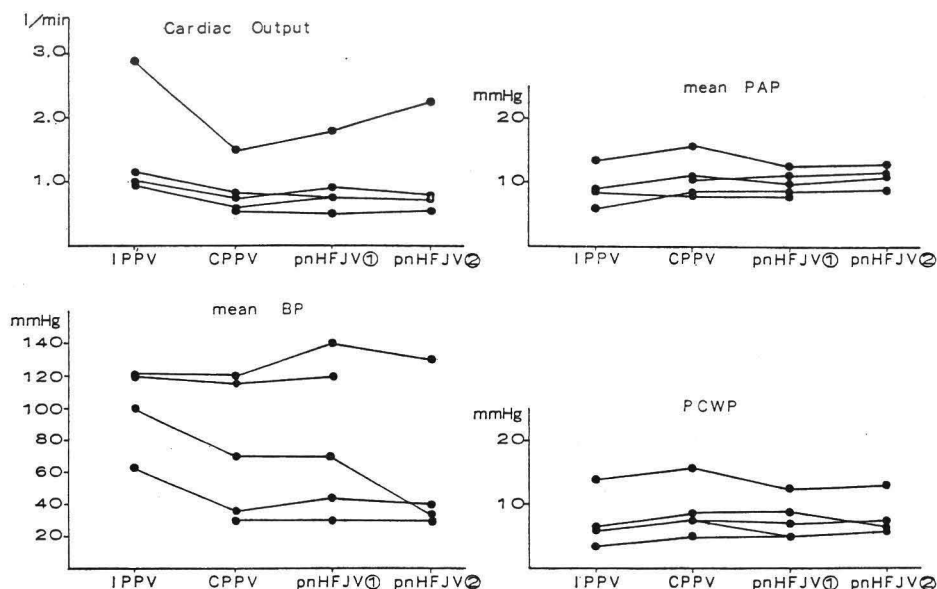 l/min
Cardiac Output
3.0
2.0
1.0
IPPV CPPV pnHFJV① pnHFJV②
mean PAP
mmHg
20
10
IPPV CPPV pnHFJV① pnHFJV②
mean BP
mmHg
140
120
100
80
60
40
20
IPPV CPPV pnHFJV① pnHFJV②
PCWP
mmHg
20
10
IPPV CPPV pnHFJV① pnHFJV②